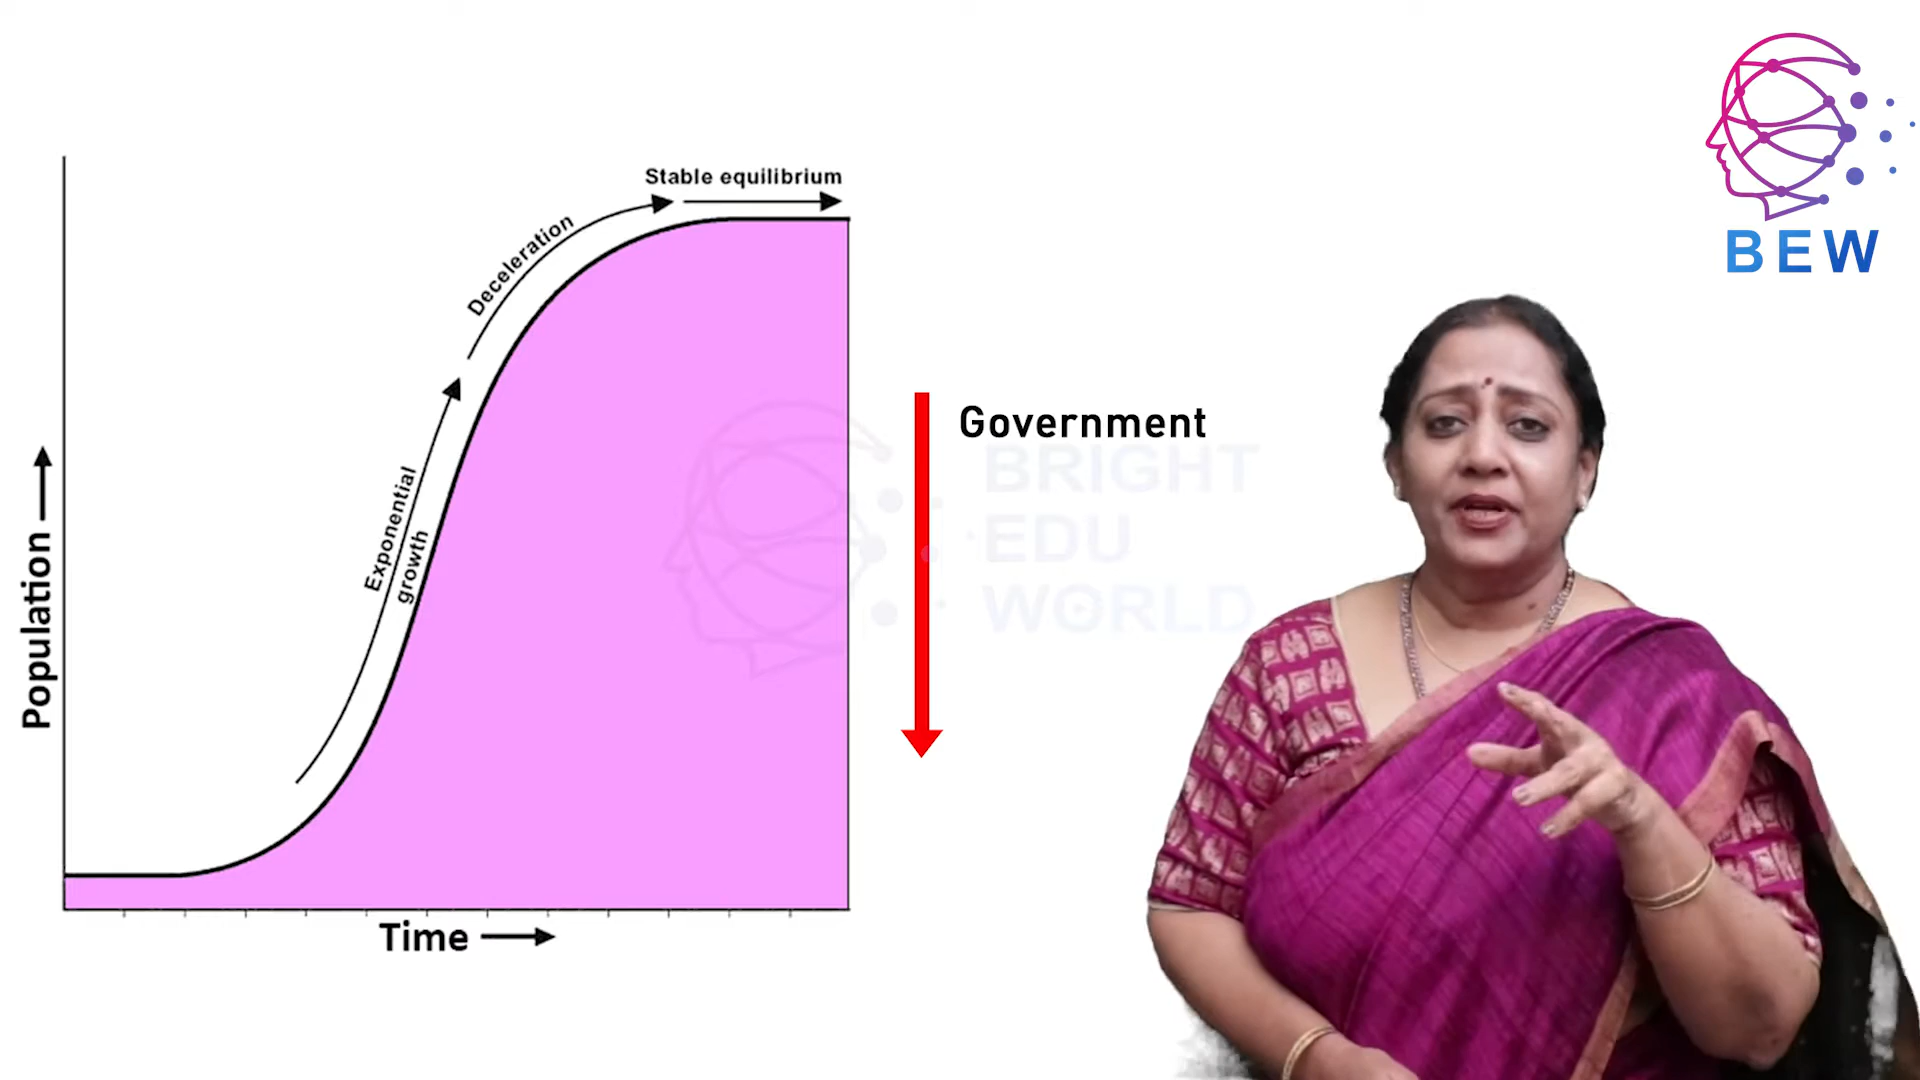 Stable equilibrium
Deceleration
Exponential
growth
Population
Time
Government
BEW
BRIGHT
EDU
WORLD